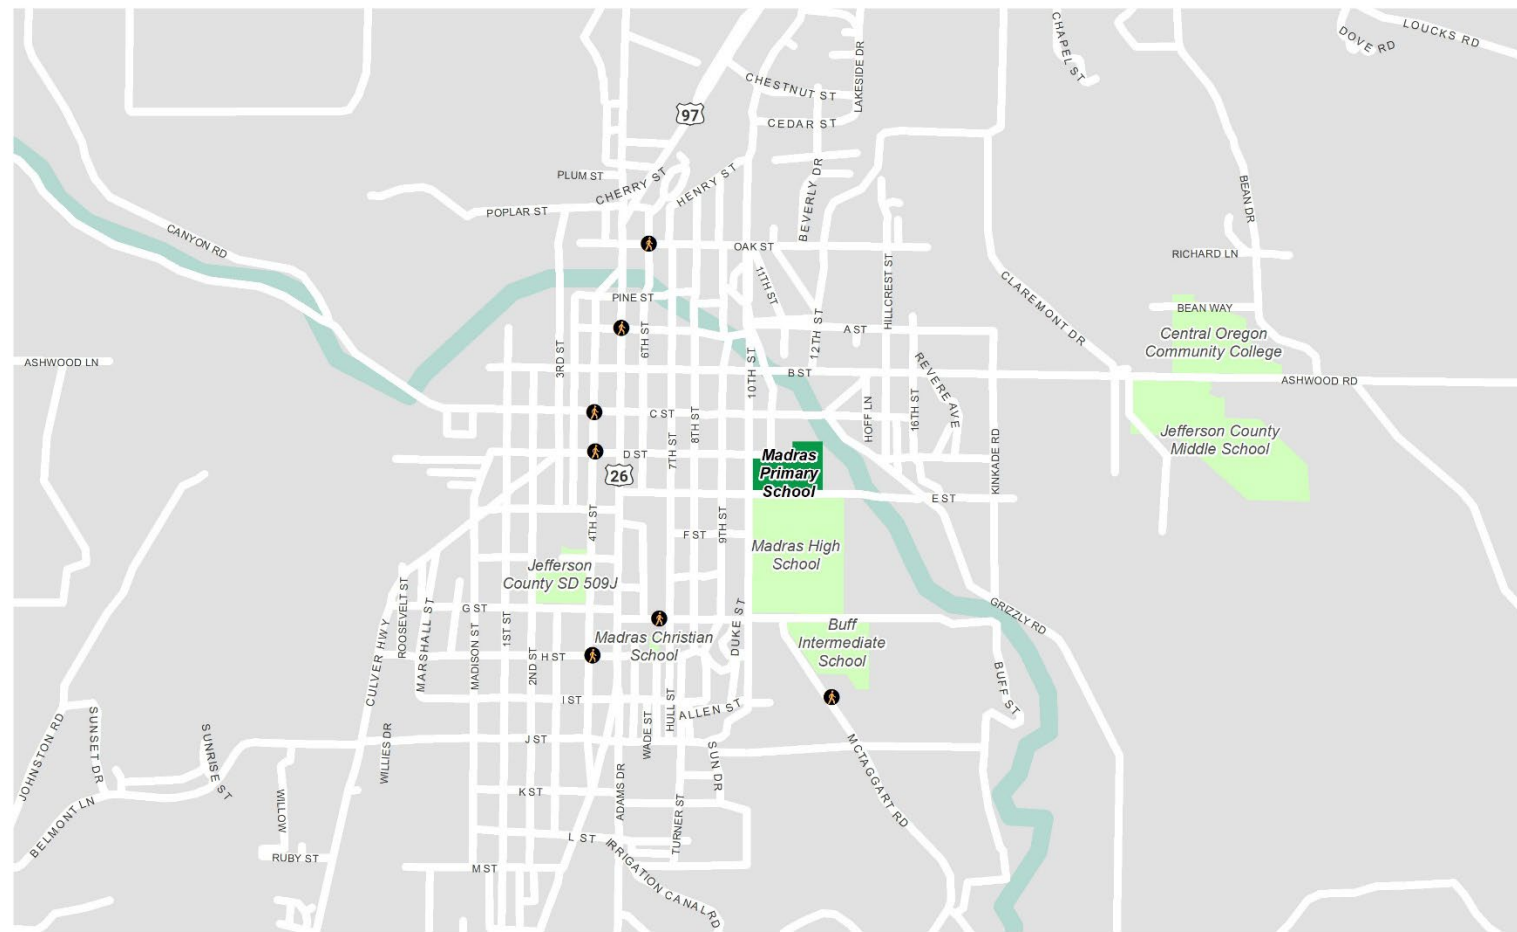 LOUCKS RD
DOVE RD
CHAPEL ST
LAKESIDE DR
CHESTNUT ST
97
CEDAR ST
PLUM ST
CHERRY ST
HENRY ST
BEVERLY DR
BEAN DR
POPLAR ST
CANYON RD
OAK ST
RICHARD LN
11TH ST
HILLCREST ST
CLAREMONT DR
PINE ST
BEAN WAY
A ST
12TH ST
6TH ST
3RD ST
Central Oregon
Community College
ASHWOOD LN
10TH ST
B ST
REVERE AVE
ASHWOOD RD
C ST
8TH ST
HOFF LN
16TH ST
Jefferson County
Middle School
7TH ST
D ST
KINKADE RD
Madras
Primary
School
26
E ST
4TH ST
9TH ST
F ST
Madras High
School
Jefferson
County SD 509J
ROOSEVELT ST
MARSHALL ST
G ST
1ST ST
GRIZZLY RD
DUKE ST
Madras Christian
School
Buff
Intermediate
School
CULVER HWY
MADISON ST
2ND ST
H ST
BUFF ST
I ST
HULL ST
ALLEN ST
WADE ST
JOHNSTON RD
SUNSET DR
SUNRISE ST
WILLIES DR
J ST
SUN DR
MCTAGGART RD
BELMONT LN
WILLOW
K ST
ADAMS DR
TURNER ST
L ST
RUBY ST
M ST
IRRIGATION CANAL RD